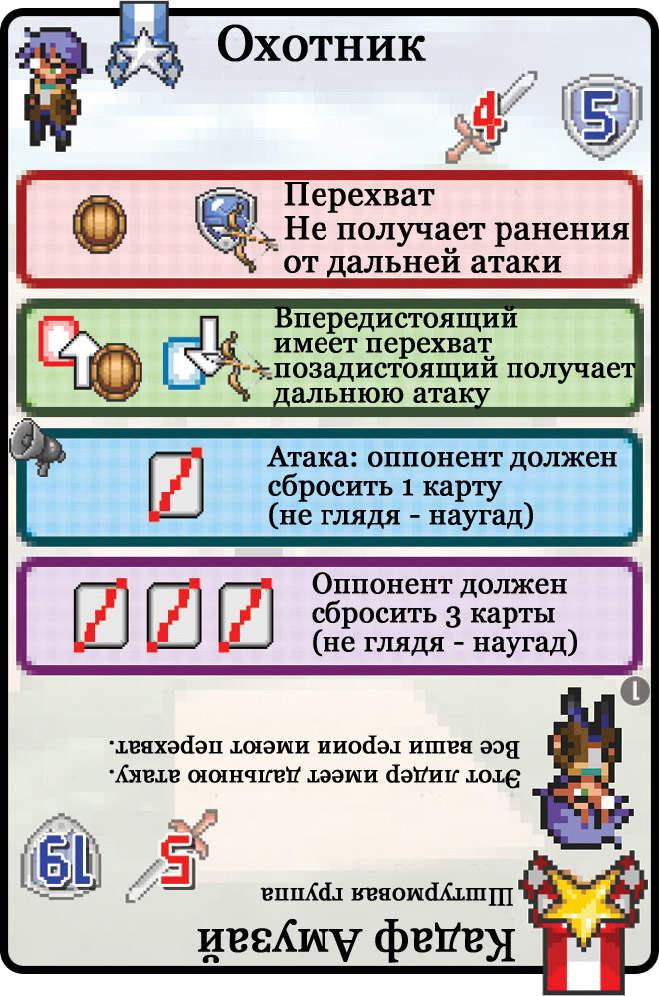 Охотник
4
5
Перехват
Не получает ранения
от дальней атаки
Впередистоящий
имеет перехват
позадистоящий получает
дальнюю атаку
Атака: оппонент должен
сбросить 1 карту
(не глядя - наугад)
Оппонент должен
сбросить 3 карты
(не глядя - наугад)
1
Кадаф Амузай
Штурмовая группа
5
19
Этот лидер имеет дальнюю атаку.
Все ваши героии имеют перехват.